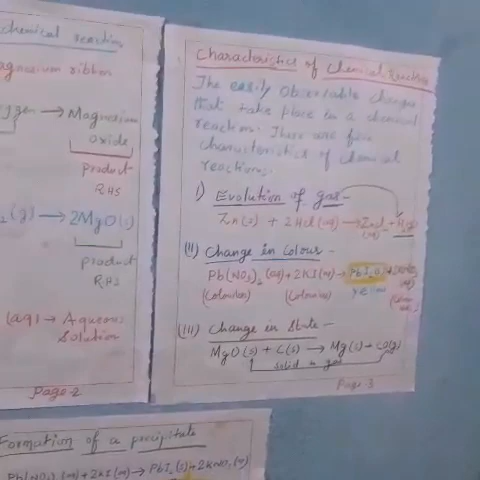 chemical reaction
agnesium ribbon
gen → Magnesium
oxide
product
RHS
2(g) → 2MgO(s)
product
RHS
(aq) → Aqueous
Solution
Page-2
Characteristics of Chemical Reaction
The easily observable changes
that take place in a chemical
reactions. There are five
characteristics of chemical
reactions.
i) Evolution of gas-
Zn(s) + 2HCl(aq) →
(aq)
(ii) Change in Colour -
Pb(NO3)2 (aq) + 2KI(aq) → PbI2(s) +
(Colourless) (Colourless) yellow
(III) Change in State -
MgO(s) + C(s) → Mg(s) + CO(g)
solid to gas
Page-3
Formation of a precipitate
Pb(NO3)2 (aq) + 2KI(aq) → PbI2(s) + 2KNO3(aq)